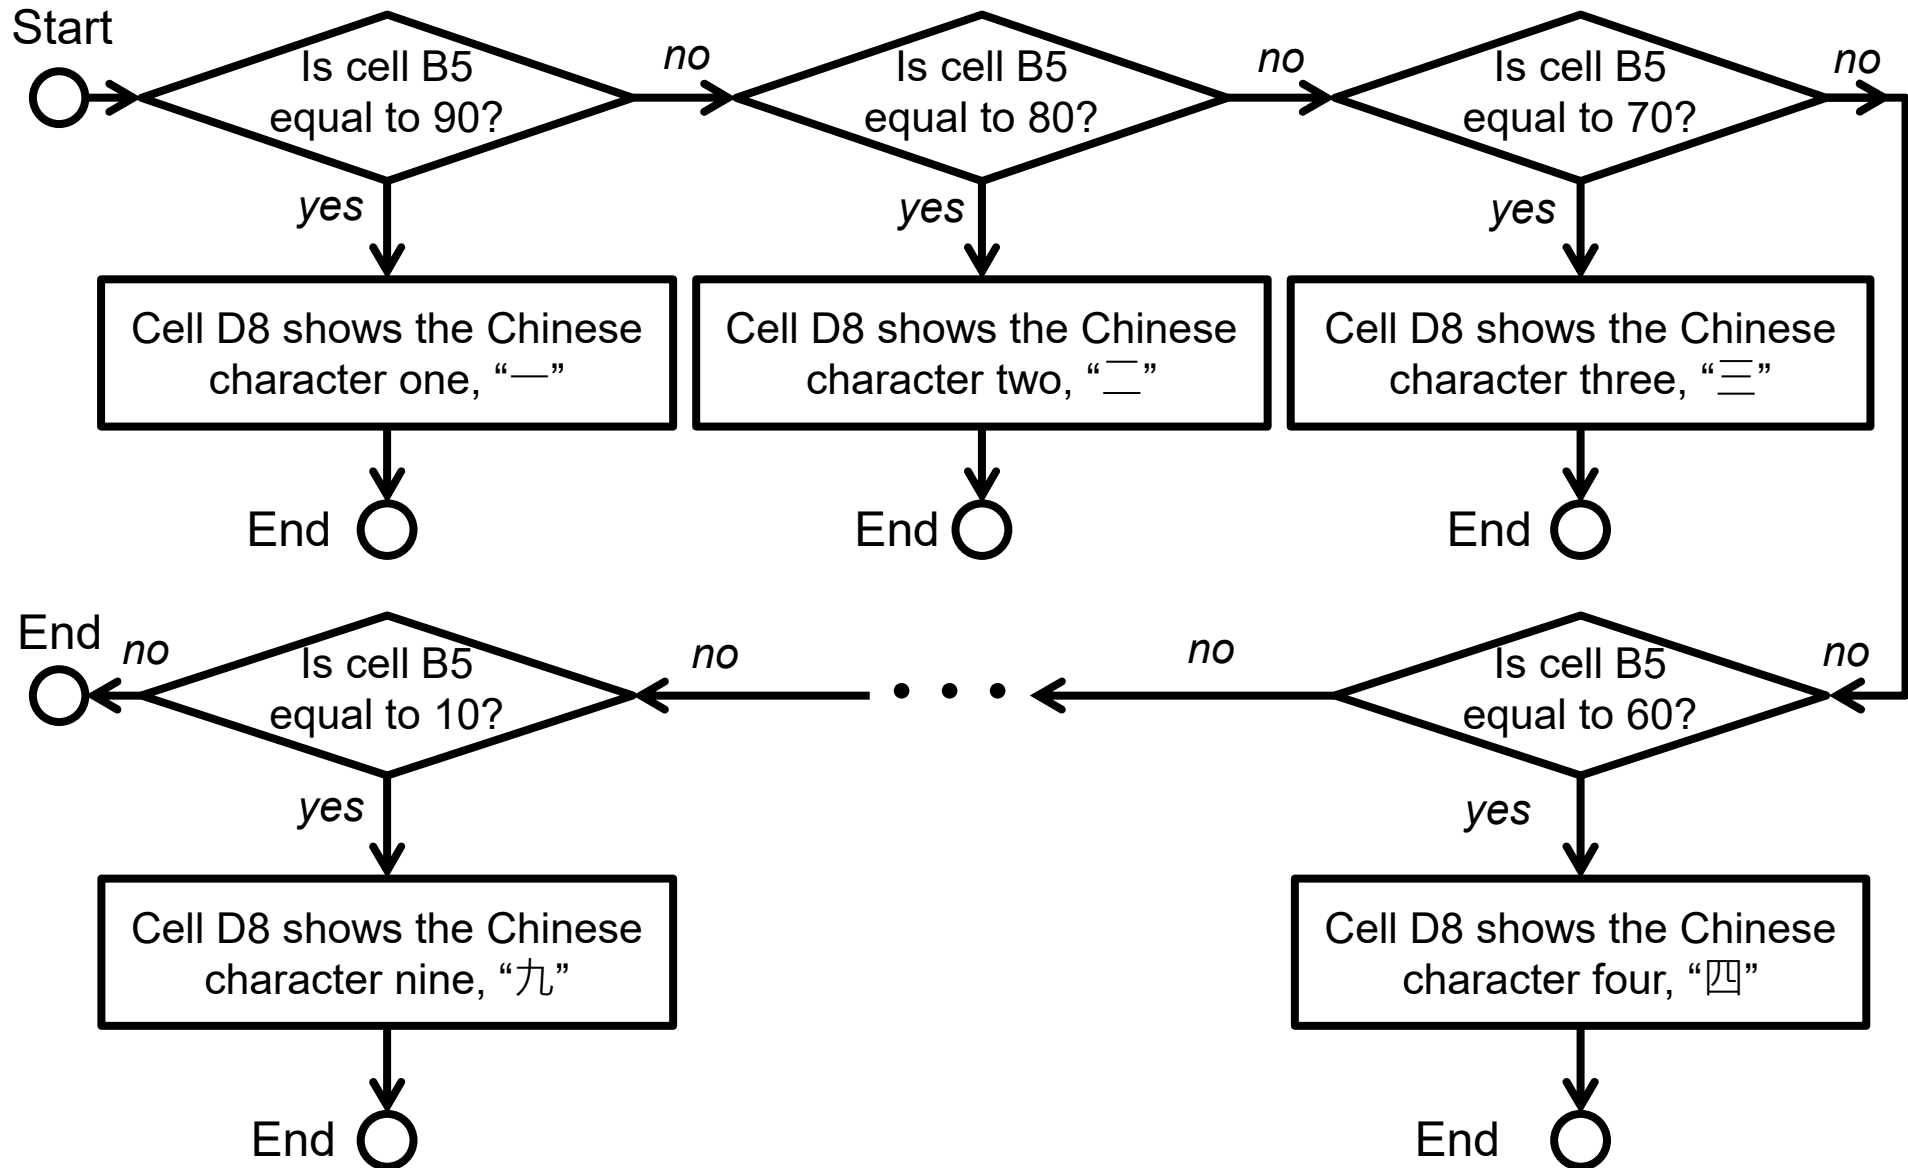 Start
Is cell B5
equal to 90?
no
Is cell B5
equal to 80?
no
Is cell B5
equal to 70?
no
yes
yes
yes
Cell D8 shows the Chinese
character one, “一”
Cell D8 shows the Chinese
character two, “二”
Cell D8 shows the Chinese
character three, “三”
End
End
End
End
no
Is cell B5
equal to 10?
no
• • •
no
Is cell B5
equal to 60?
no
yes
yes
Cell D8 shows the Chinese
character nine, “九”
Cell D8 shows the Chinese
character four, “四”
End
End